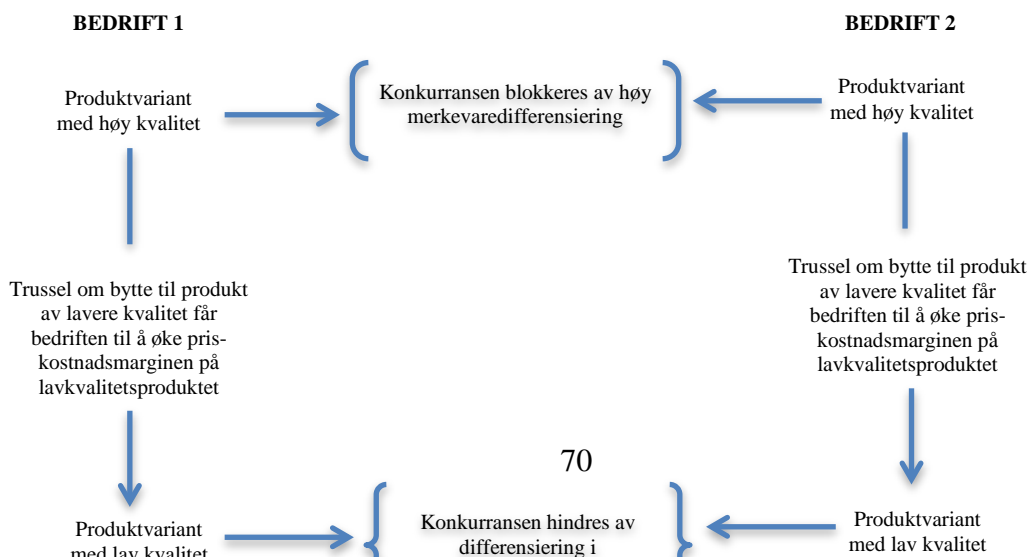 BEDRIFT 1
BEDRIFT 2
Produktvariant
med høy kvalitet
Konkurransen blokkeres av høy
merkevaredifferensiering
Produktvariant
med høy kvalitet
Trussel om bytte til produkt
av lavere kvalitet får
bedriften til å øke pris-
kostnadsmarginen på
lavkvalitetsproduktet
Trussel om bytte til produkt
av lavere kvalitet får
bedriften til å øke pris-
kostnadsmarginen på
lavkvalitetsproduktet
70
Produktvariant
med lav kvalitet
Konkurransen hindres av
differensiering i
Produktvariant
med lav kvalitet